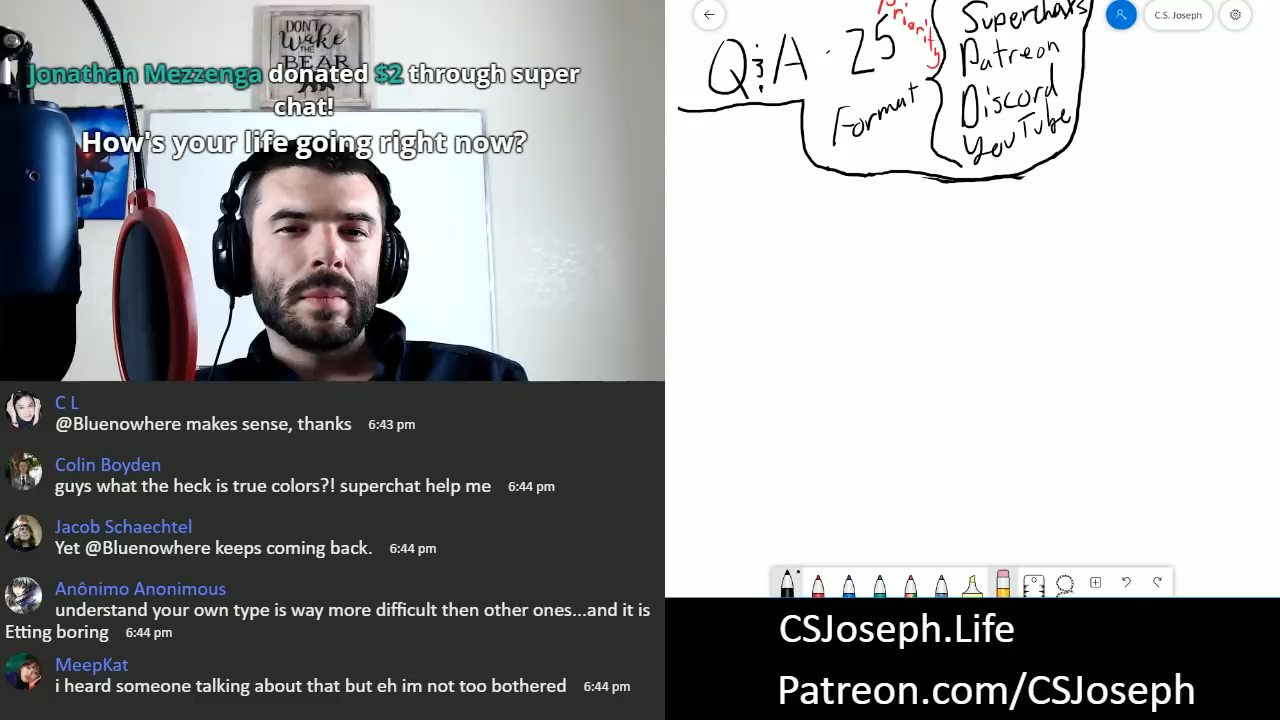 DON'T
wake
THE
BEAR
Jonathan Mezzenga donated $2 through super
chat!
How's your life going right now?
C L
@Bluenowhere makes sense, thanks 6:43 pm
Colin Boyden
guys what the heck is true colors?! superchat help me 6:44 pm
Jacob Schaechtel
Yet @Bluenowhere keeps coming back. 6:44 pm
Anônimo Anonimous
understand your own type is way more difficult then other ones...and it is
Etting boring 6:44 pm
MeepKat
i heard someone talking about that but eh im not too bothered 6:44 pm
Q&A · 25
Format
Priority
Superchats
Patreon
Discord
YouTube
C.S. Joseph
CSJoseph.Life
Patreon.com/CSJoseph